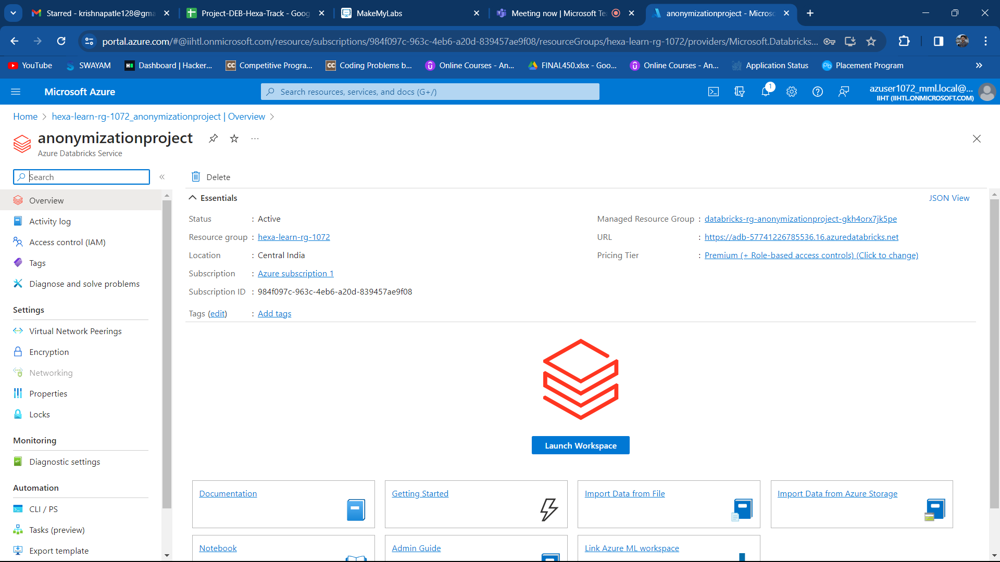 Starred - krishnapatle128@gma
Project-DEB-Hexa-Track - Goog
MakeMyLabs
Meeting now | Microsoft Te
anonymizationproject - Microso
portal.azure.com/#@iihtl.onmicrosoft.com/resource/subscriptions/984f097c-963c-4eb6-a20d-839457ae9f08/resourceGroups/hexa-learn-rg-1072/providers/Microsoft.Databricks...
YouTube
SWAYAM
Dashboard | Hacker...
Competitive Progra...
Coding Problems b...
Online Courses - An...
FINAL450.xlsx - Goo...
Online Courses - An...
Application Status
Placement Program
Microsoft Azure
Search resources, services, and docs (G+/)
1
azuser1072_mml.local@...
IIHT (IIHTL.ONMICROSOFT.COM)
Home > hexa-learn-rg-1072_anonymizationproject | Overview >
anonymizationproject
Azure Databricks Service
Search
Delete
Overview
Activity log
Access control (IAM)
Tags
Diagnose and solve problems
Settings
Virtual Network Peerings
Encryption
Networking
Properties
Locks
Monitoring
Diagnostic settings
Automation
CLI / PS
Tasks (preview)
Export template
Essentials
JSON View
Status : Active
Resource group : hexa-learn-rg-1072
Location : Central India
Subscription : Azure subscription 1
Subscription ID : 984f097c-963c-4eb6-a20d-839457ae9f08
Tags (edit) : Add tags
Managed Resource Group : databricks-rg-anonymizationproject-gkh4orx7jk5pe
URL : https://adb-57741226785536.16.azuredatabricks.net
Pricing Tier : Premium (+ Role-based access controls) (Click to change)
Launch Workspace
Documentation
Getting Started
Import Data from File
Import Data from Azure Storage
Notebook
Admin Guide
Link Azure ML workspace